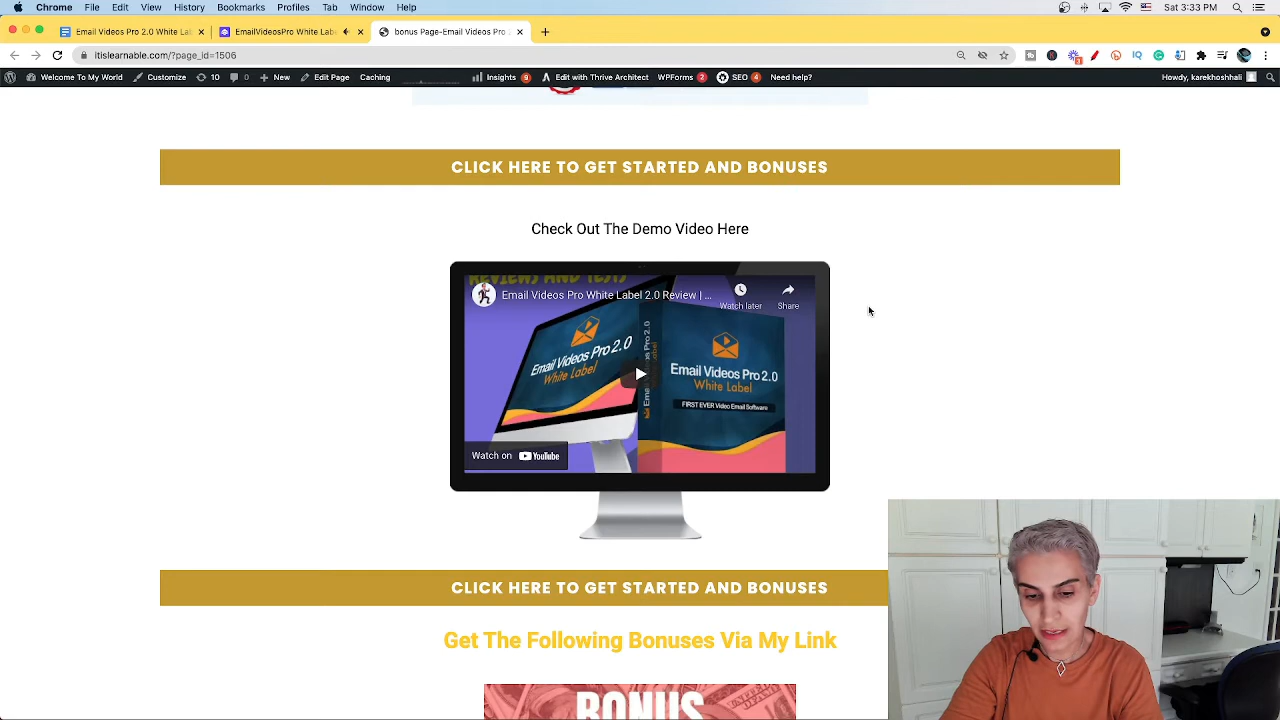 Chrome File Edit View History Bookmarks Profiles Tab Window Help Sat 3:33 PM
Email Videos Pro 2.0 White Lab EmailVideosPro White Labe bonus Page-Email Videos Pro 2
itislearnable.com/?page_id=1506
Welcome To My World Customize 10 0 New Edit Page Caching Insights 9 Edit with Thrive Architect WPForms 2 SEO 4 Need help? Howdy, karekhoshhali
CLICK HERE TO GET STARTED AND BONUSES
Check Out The Demo Video Here
REVIEWS AND TESTS
Email Videos Pro White Label 2.0 Review | ...
Watch later Share
Email Videos Pro 2.0
White Label
Email Videos Pro 2.0
White Label
FIRST EVER Video Email Software
Watch on YouTube
CLICK HERE TO GET STARTED AND BONUSES
Get The Following Bonuses Via My Link
BONUS